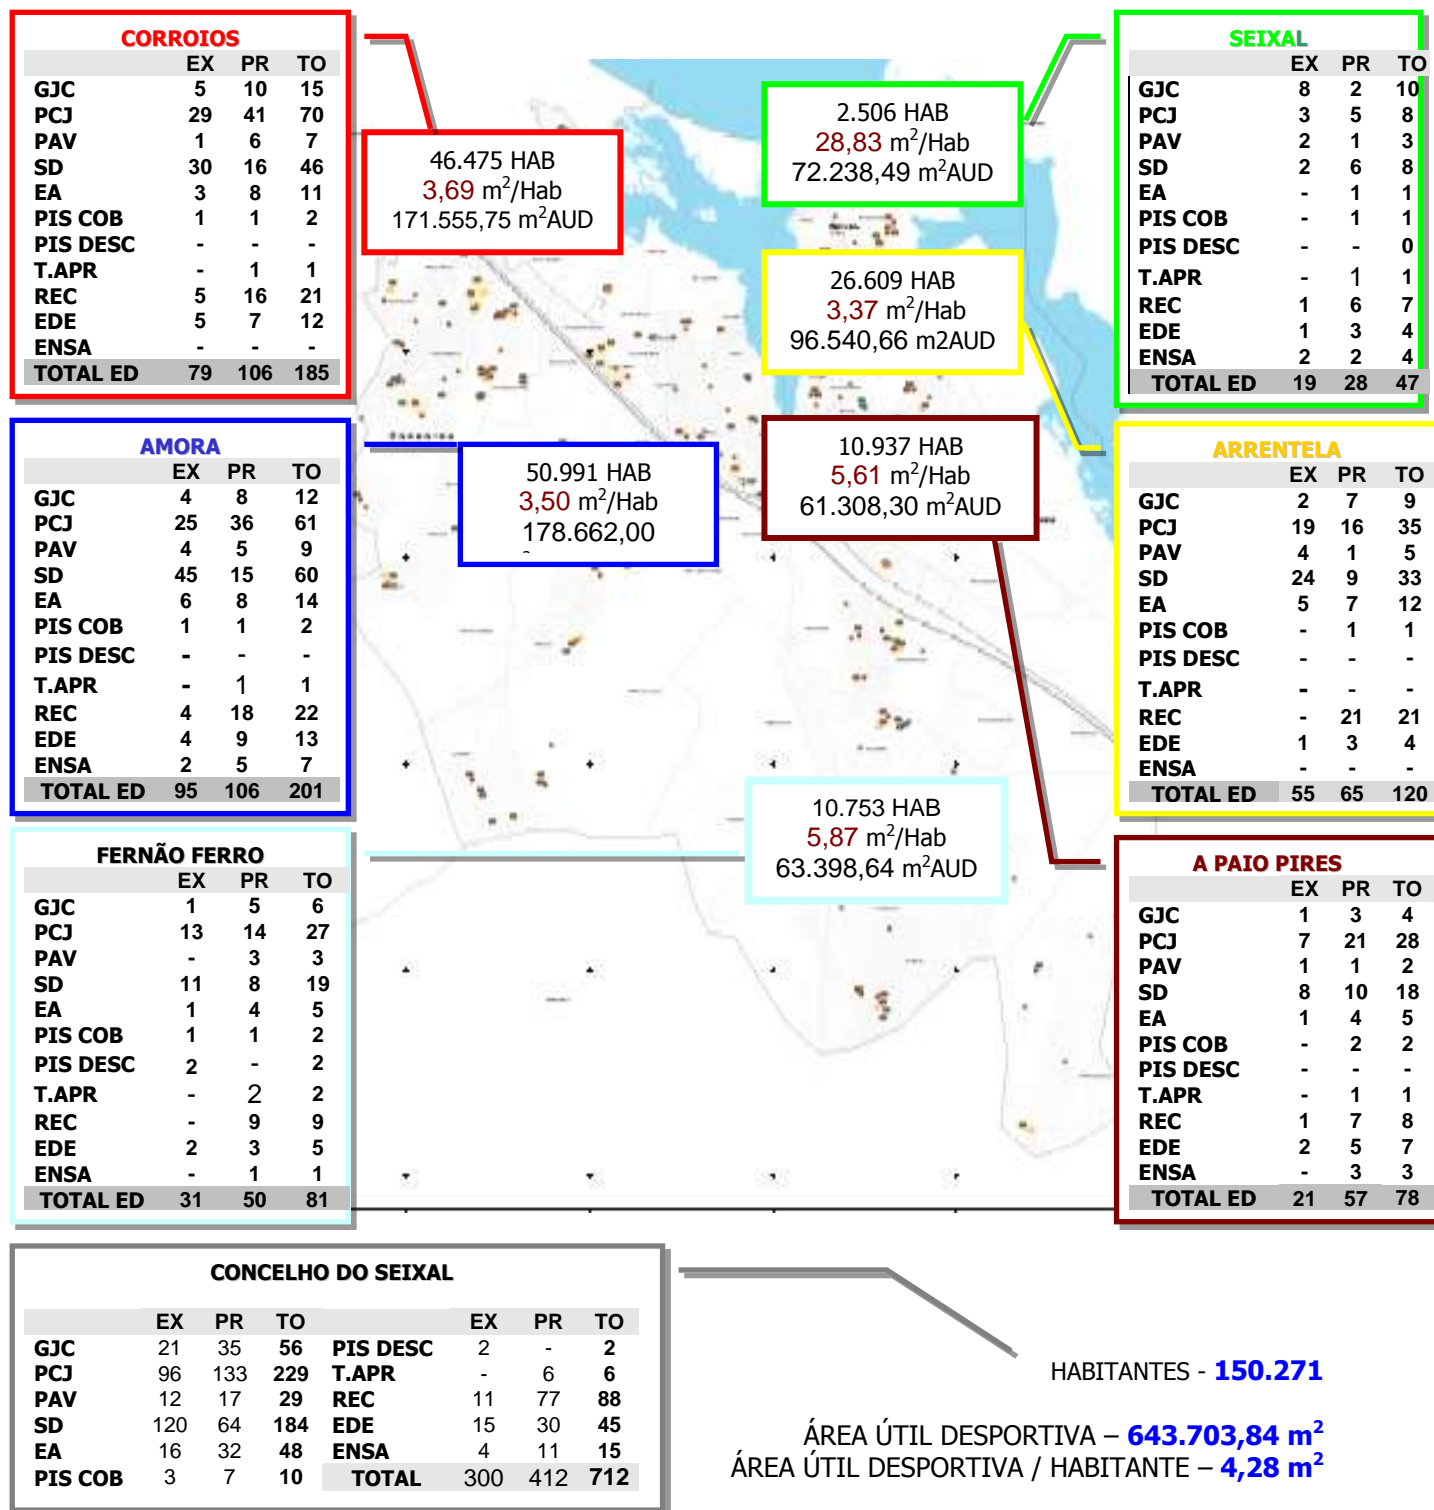 CORROIOS
EX PR TO
GJC 5 10 15
PCJ 29 41 70
PAV 1 6 7
SD 30 16 46
EA 3 8 11
PIS COB 1 1 2
PIS DESC - - -
T.APR - 1 1
REC 5 16 21
EDE 5 7 12
ENSA - - -
TOTAL ED 79 106 185
46.475 HAB
3,69 m²/Hab
171.555,75 m²AUD
2.506 HAB
28,83 m²/Hab
72.238,49 m²AUD
SEIXAL
EX PR TO
GJC 8 2 10
PCJ 3 5 8
PAV 2 1 3
SD 2 6 8
EA - 1 1
PIS COB - 1 1
PIS DESC - - 0
T.APR - 1 1
REC 1 6 7
EDE 1 3 4
ENSA 2 2 4
TOTAL ED 19 28 47
26.609 HAB
3,37 m²/Hab
96.540,66 m2AUD
AMORA
EX PR TO
GJC 4 8 12
PCJ 25 36 61
PAV 4 5 9
SD 45 15 60
EA 6 8 14
PIS COB 1 1 2
PIS DESC - - -
T.APR - 1 1
REC 4 18 22
EDE 4 9 13
ENSA 2 5 7
TOTAL ED 95 106 201
50.991 HAB
3,50 m²/Hab
178.662,00
10.937 HAB
5,61 m²/Hab
61.308,30 m²AUD
ARRENTELA
EX PR TO
GJC 2 7 9
PCJ 19 16 35
PAV 4 1 5
SD 24 9 33
EA 5 7 12
PIS COB - 1 1
PIS DESC - - -
T.APR - - -
REC - 21 21
EDE 1 3 4
ENSA - - -
TOTAL ED 55 65 120
FERNÃO FERRO
EX PR TO
GJC 1 5 6
PCJ 13 14 27
PAV - 3 3
SD 11 8 19
EA 1 4 5
PIS COB 1 1 2
PIS DESC 2 - 2
T.APR - 2 2
REC - 9 9
EDE 2 3 5
ENSA - 1 1
TOTAL ED 31 50 81
10.753 HAB
5,87 m²/Hab
63.398,64 m²AUD
A PAIO PIRES
EX PR TO
GJC 1 3 4
PCJ 7 21 28
PAV 1 1 2
SD 8 10 18
EA 1 4 5
PIS COB - 2 2
PIS DESC - - -
T.APR - 1 1
REC 1 7 8
EDE 2 5 7
ENSA - 3 3
TOTAL ED 21 57 78
CONCELHO DO SEIXAL
EX PR TO EX PR TO
GJC 21 35 56 PIS DESC 2 - 2
PCJ 96 133 229 T.APR - 6 6
PAV 12 17 29 REC 11 77 88
SD 120 64 184 EDE 15 30 45
EA 16 32 48 ENSA 4 11 15
PIS COB 3 7 10 TOTAL 300 412 712
HABITANTES - 150.271
ÁREA ÚTIL DESPORTIVA – 643.703,84 m²
ÁREA ÚTIL DESPORTIVA / HABITANTE – 4,28 m²